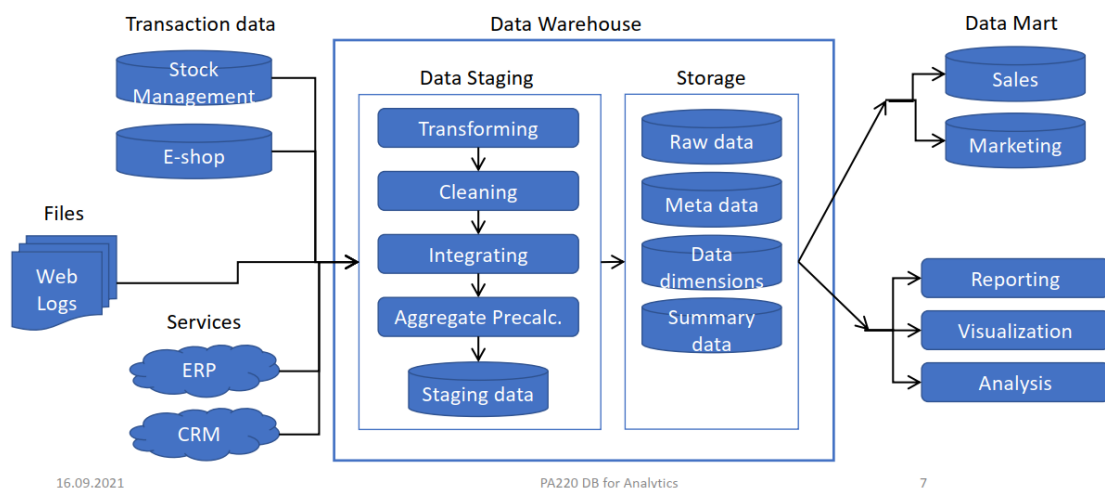 Transaction data
Data Warehouse
Data Mart
Stock
Management
E-shop
Files
Web
Logs
Services
ERP
CRM
Data Staging
Transforming
Cleaning
Integrating
Aggregate Precalc.
Staging data
Storage
Raw data
Meta data
Data
dimensions
Summary
data
Sales
Marketing
Reporting
Visualization
Analysis
16.09.2021
PA220 DB for Analytics
7